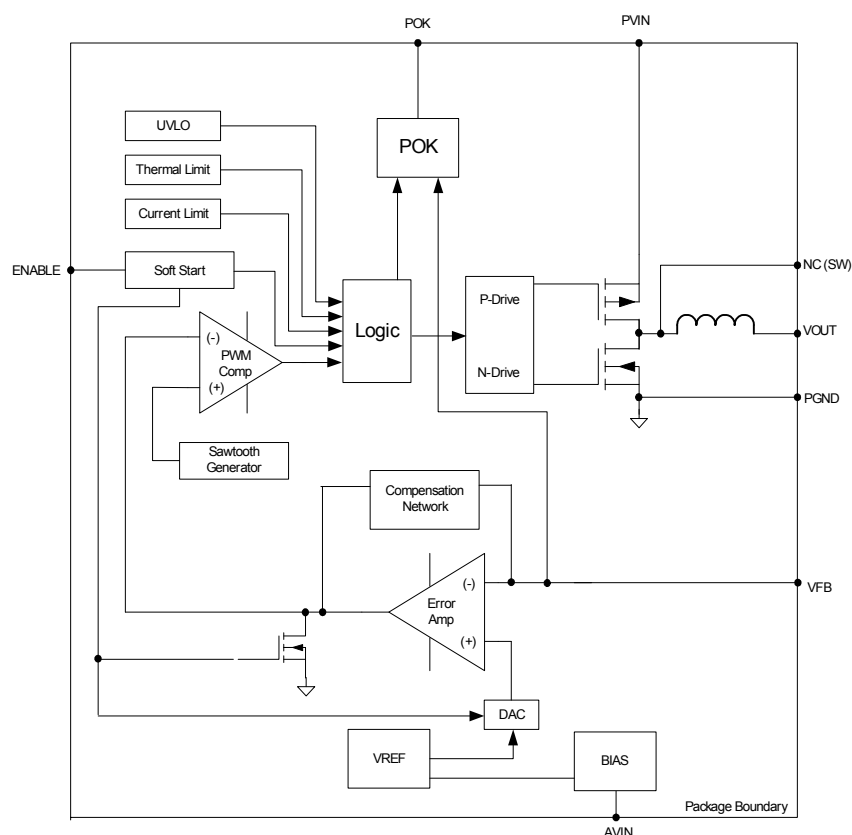 POK
PVIN
UVLO
POK
Thermal Limit
Current Limit
ENABLE
Soft Start
NC (SW)
P-Drive
Logic
VOUT
(-)
PWM
Comp
(+)
N-Drive
PGND
Sawtooth
Generator
Compensation
Network
(-)
VFB
Error
Amp
(+)
DAC
VREF
BIAS
Package Boundary
AVIN